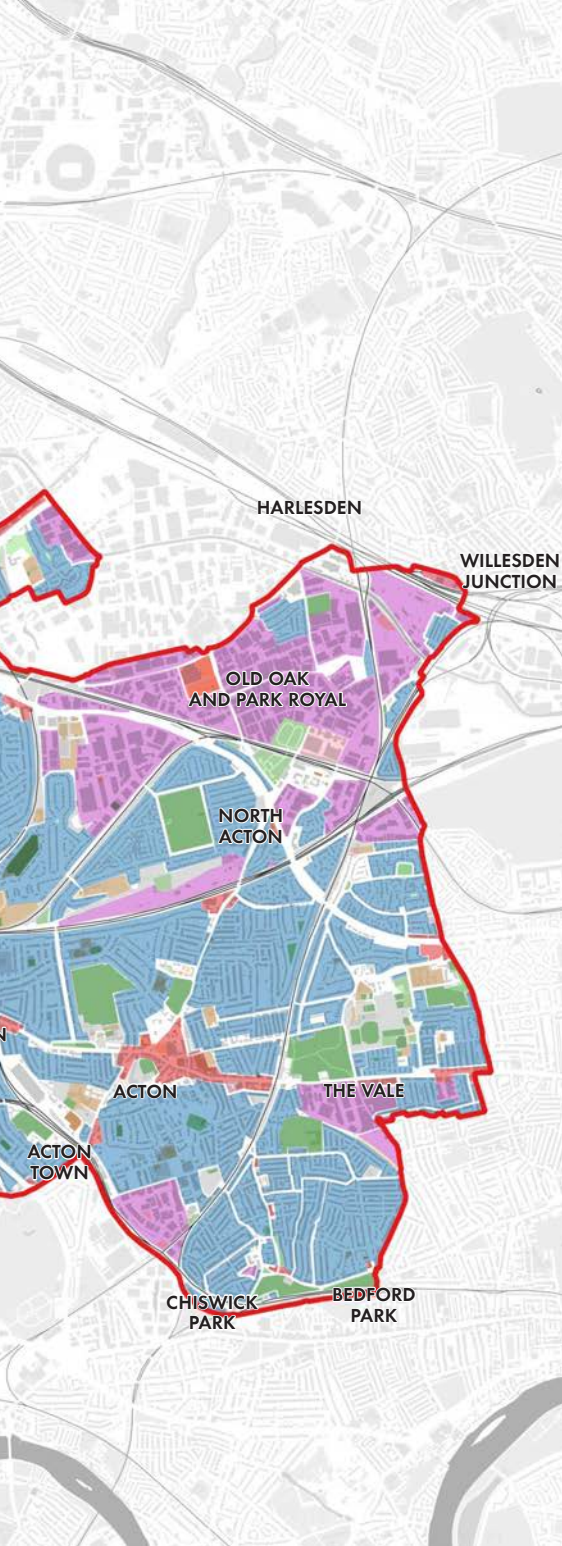 HARLESDEN
WILLESDEN
JUNCTION
OLD OAK
AND PARK ROYAL
NORTH
ACTON
N
ACTON
THE VALE
ACTON
TOWN
CHISWICK
PARK
BEDFORD
PARK